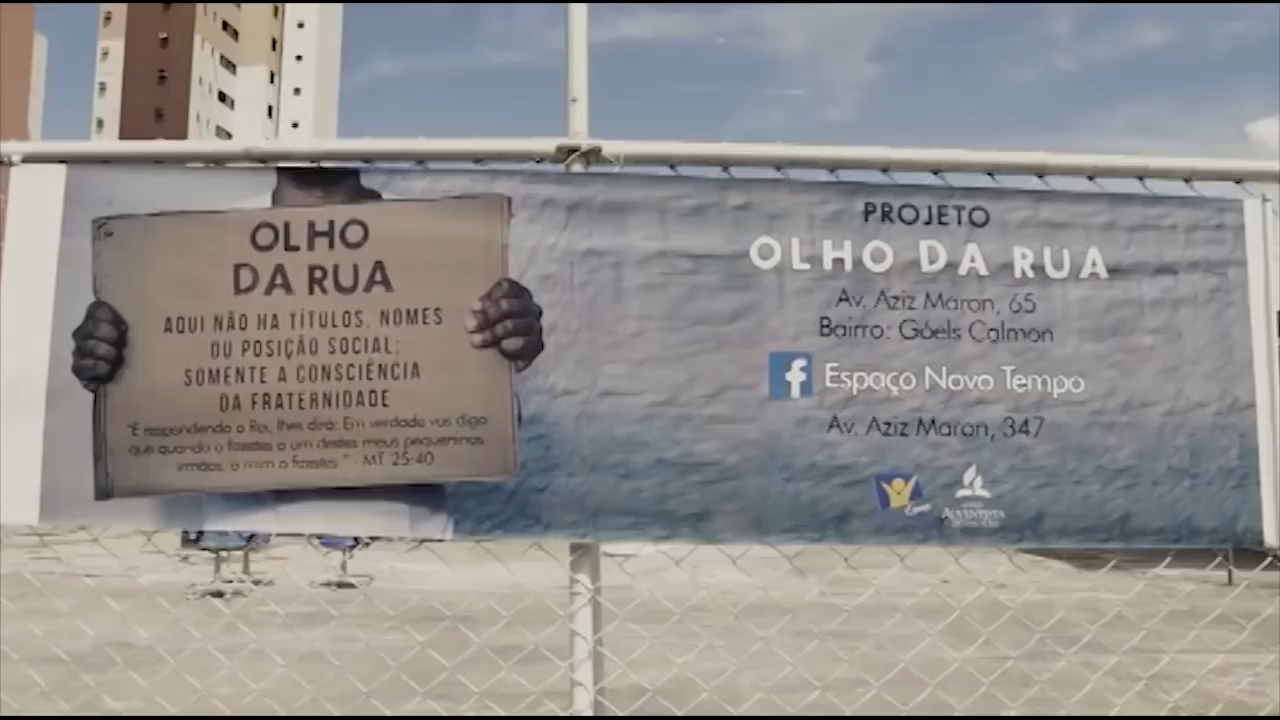 OLHO
DA RUA
AQUI NÃO HA TÍTULOS, NOMES
OU POSIÇÃO SOCIAL;
SOMENTE A CONSCIÊNCIA
DA FRATERNIDADE
"E respondendo o Rei, lhes dirá: Em verdade vos digo
que quando o fizestes a um destes meus pequeninos
irmãos, a mim o fizestes." - MT 25:40
PROJETO
OLHO DA RUA
Av. Aziz Maron, 65
Bairro: Góels Calmon
f Espaço Novo Tempo
Av. Aziz Maron, 347
ADVENTISTA